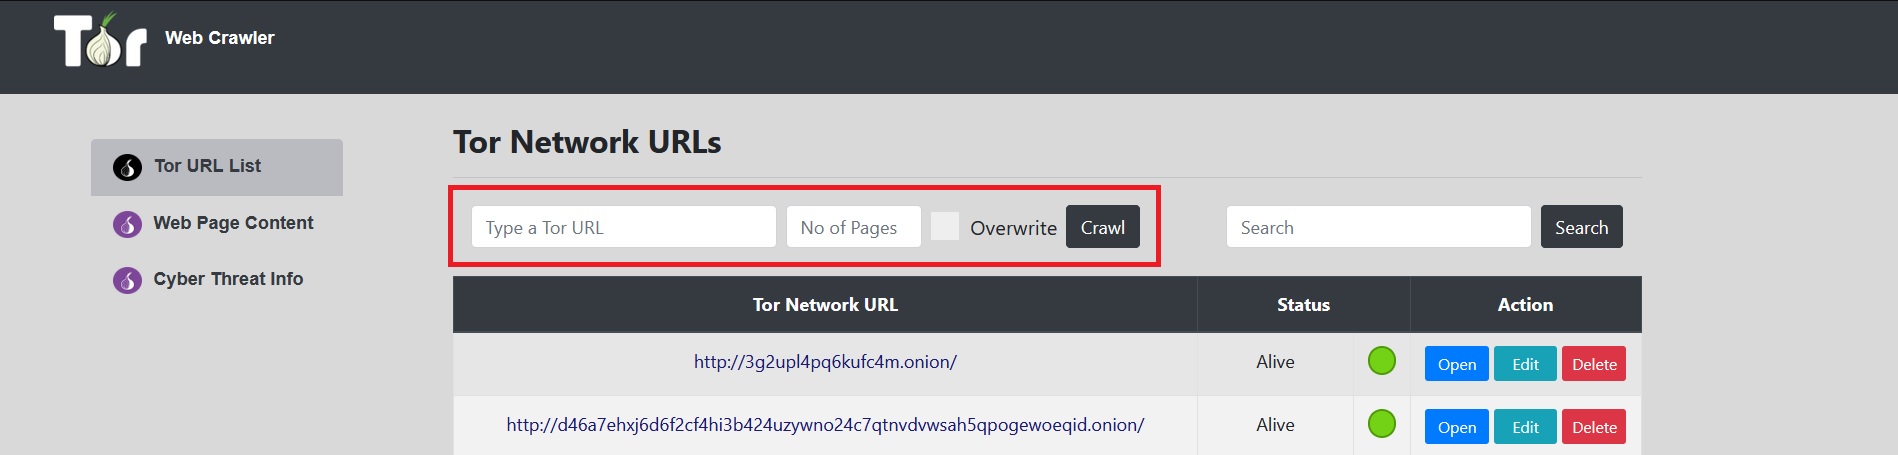 Tor Web Crawler
Tor URL List
Web Page Content
Cyber Threat Info
Tor Network URLs
Type a Tor URL No of Pages Overwrite Crawl Search Search
Tor Network URL Status Action
http://3g2upl4pq6kufc4m.onion/ Alive Open Edit Delete
http://d46a7ehxj6d6f2cf4hi3b424uzywno24c7qtnvdvwsah5qpogewoeqid.onion/ Alive Open Edit Delete